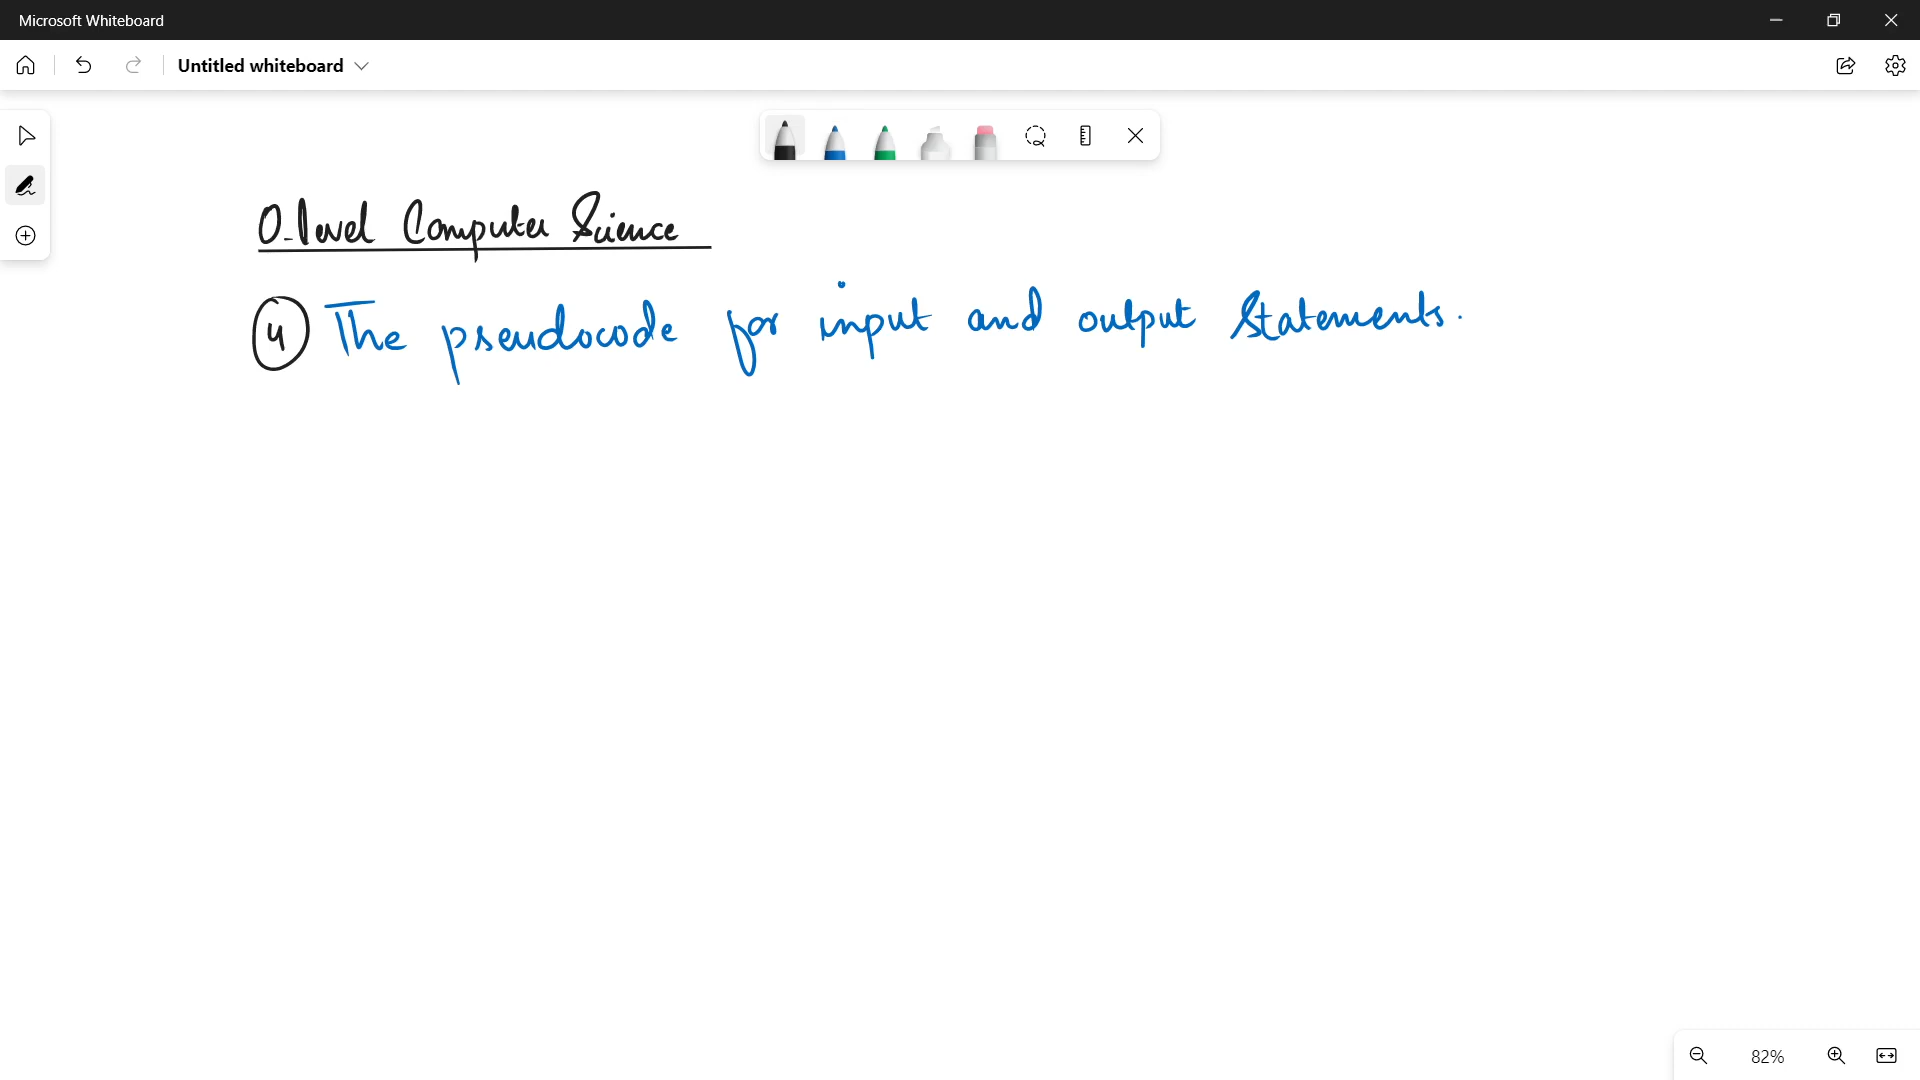 Microsoft Whiteboard
Untitled whiteboard
O-level Computer Science
4 The pseudocode for input and output statements.
82%